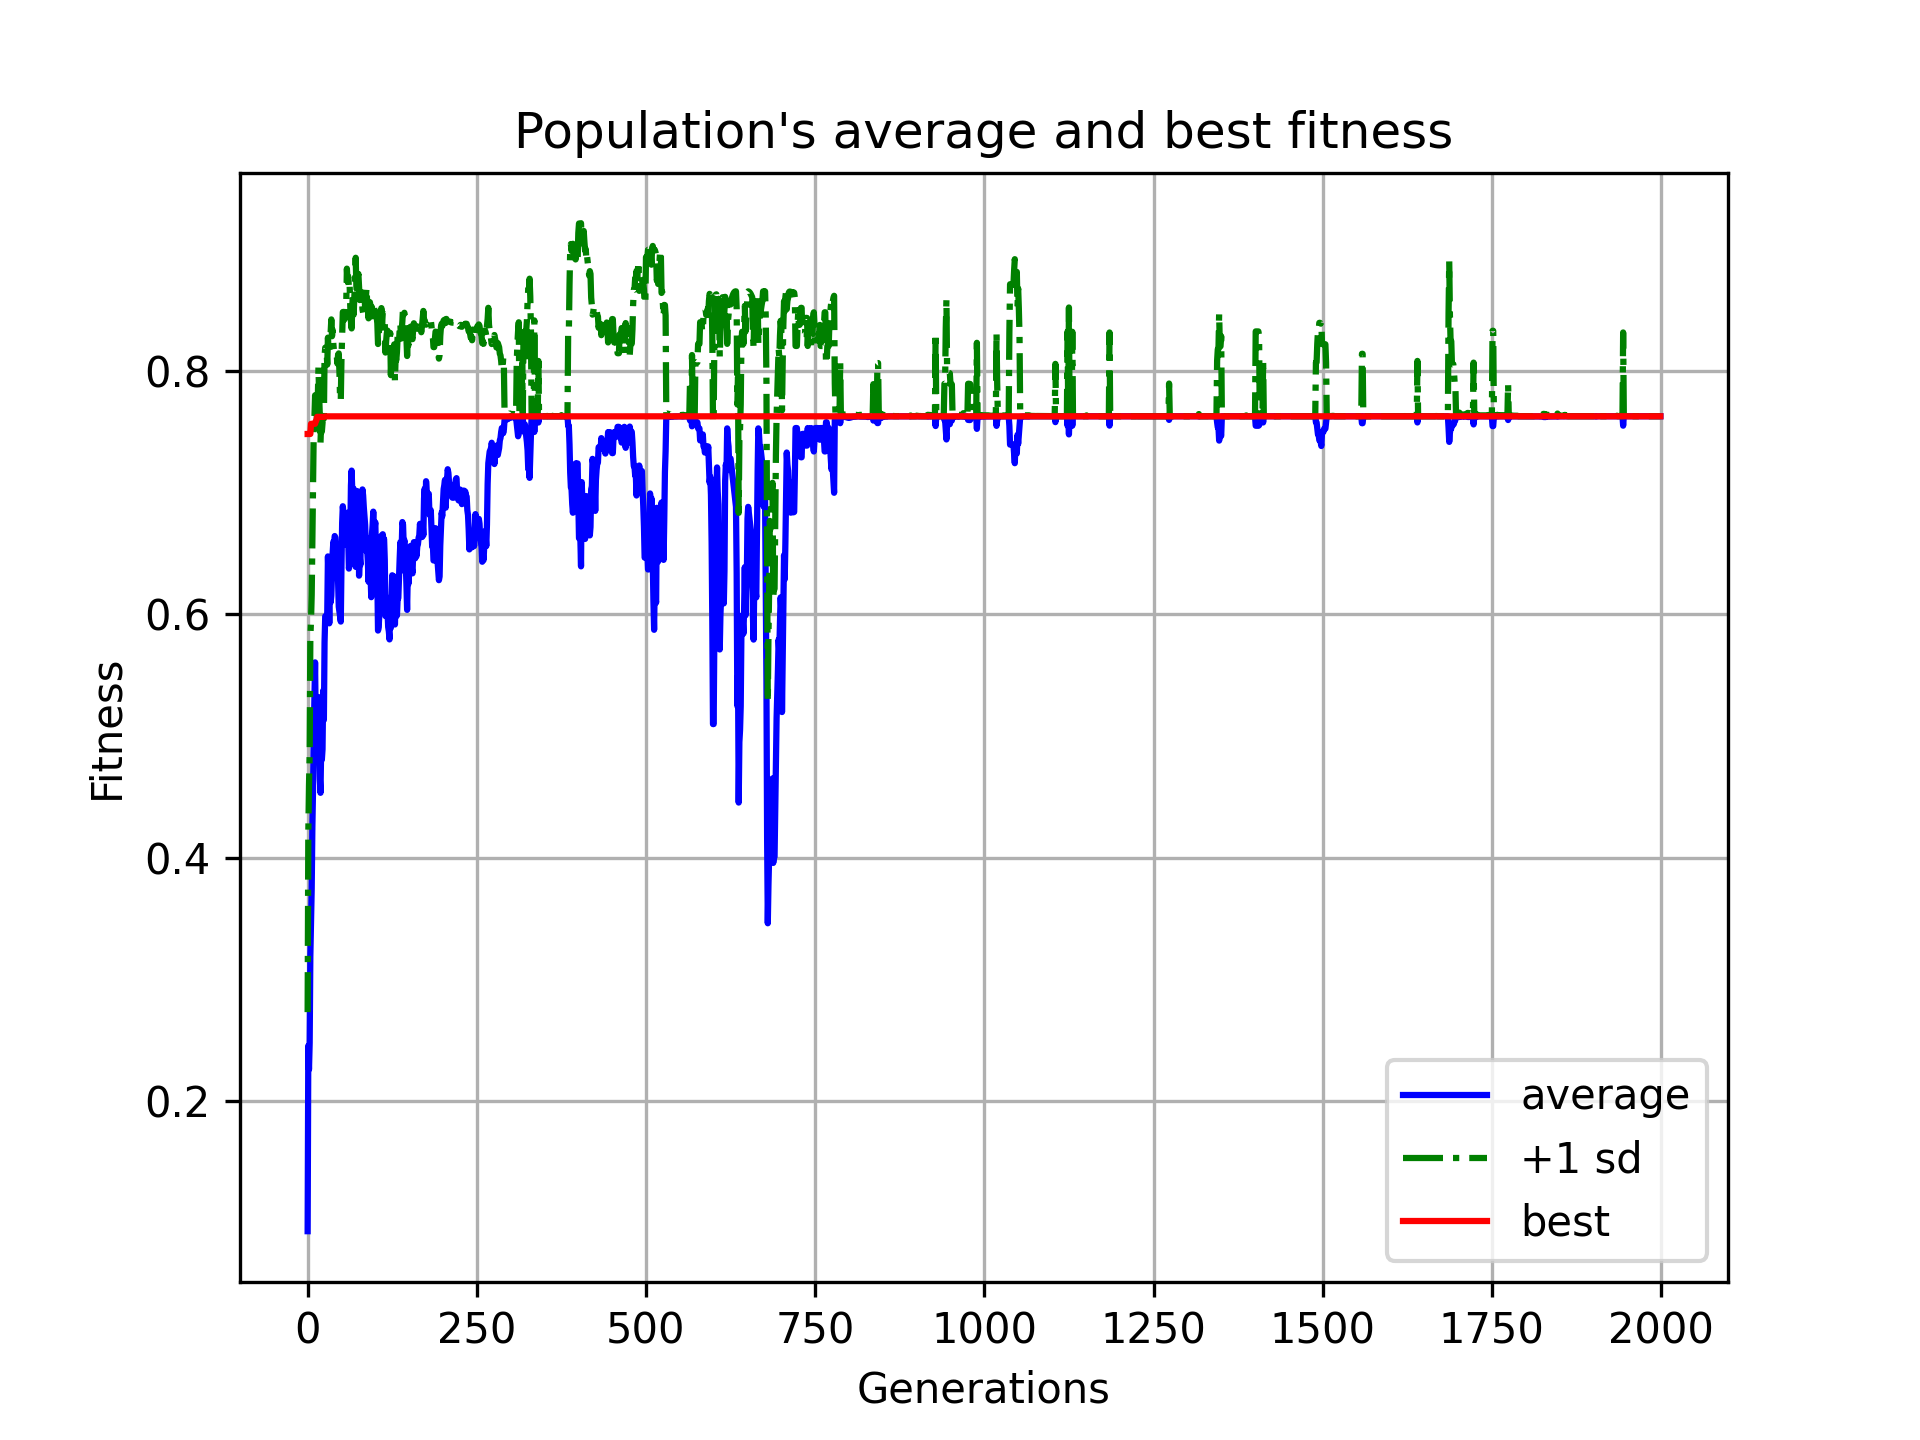 Population's average and best fitness
Fitness
0.8
0.6
0.4
0.2
0 250 500 750 1000 1250 1500 1750 2000
Generations
average
+1 sd
best